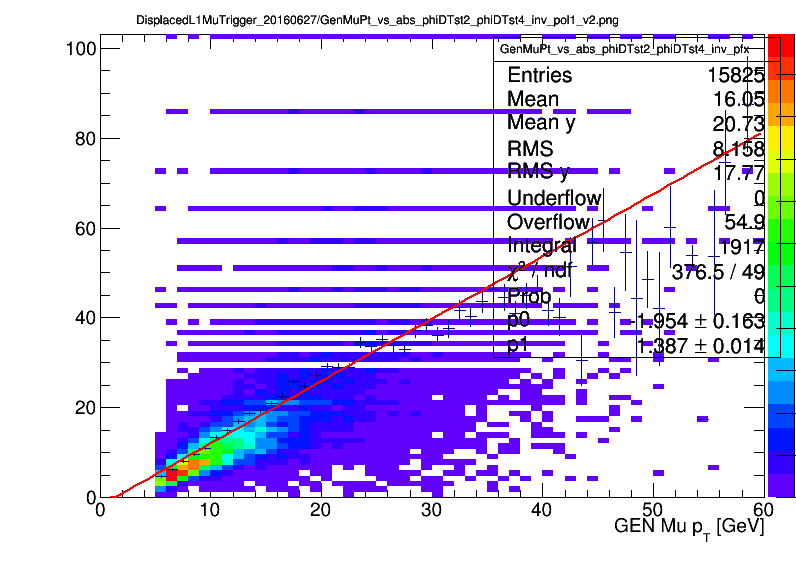 DisplacedL1MuTrigger_20160627/GenMuPt_vs_abs_phiDTst2_phiDTst4_inv_pol1_v2.png
GenMuPt_vs_abs_phiDTst2_phiDTst4_inv_pfx
Entries 15825
Mean 16.05
Mean y 20.73
RMS 8.158
RMS y 17.77
Underflow 0
Overflow 54.9
Integral 1917
χ² / ndf 376.5 / 49
Prob 0
p0 -1.954 ± 0.163
p1 1.387 ± 0.014
100
80
60
40
20
0
0 10 20 30 40 50 60
GEN Mu p_T [GeV]